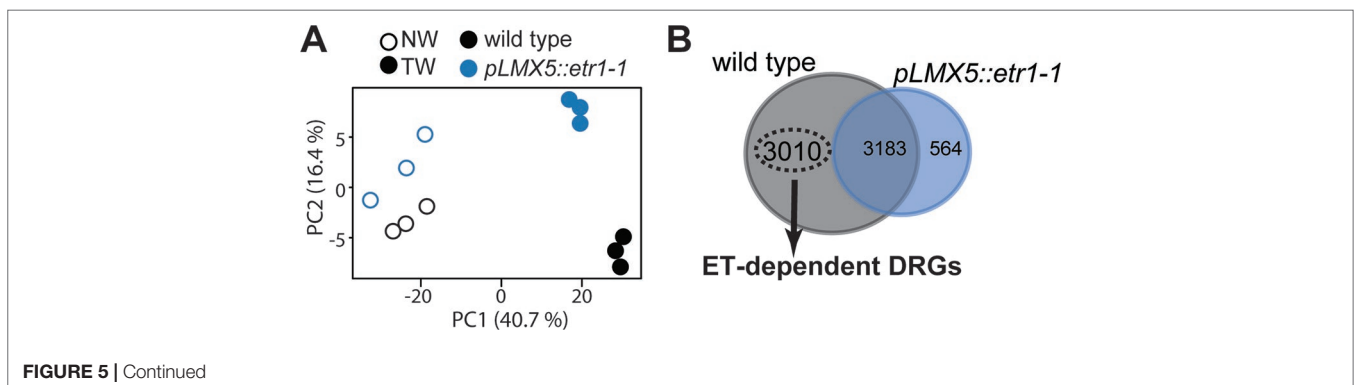 A
NW wild type
TW pLMX5::etr1-1
PC2 (16.4 %)
5
0
-5
-20 0 20
PC1 (40.7 %)
B
wild type
pLMX5::etr1-1
3010 3183 564
ET-dependent DRGs
FIGURE 5 | Continued